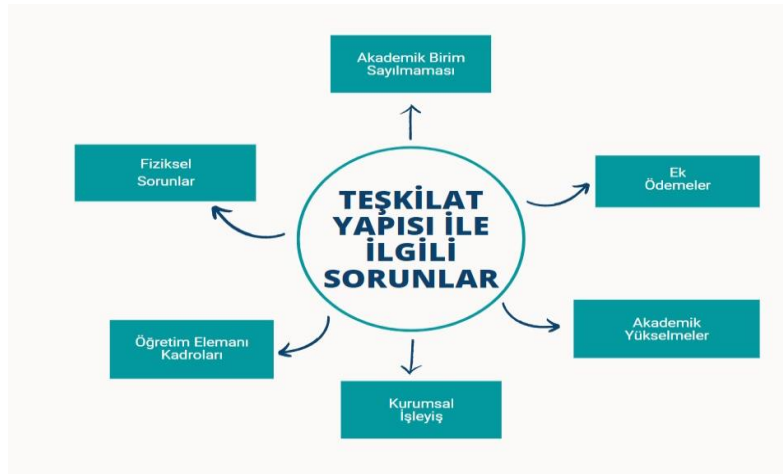 Akademik Birim
Sayılmaması
Fiziksel
Sorunlar
Ek
Ödemeler
TEŞKİLAT
YAPISI İLE
İLGİLİ
SORUNLAR
Öğretim Elemanı
Kadroları
Akademik
Yükselmeler
Kurumsal
İşleyiş